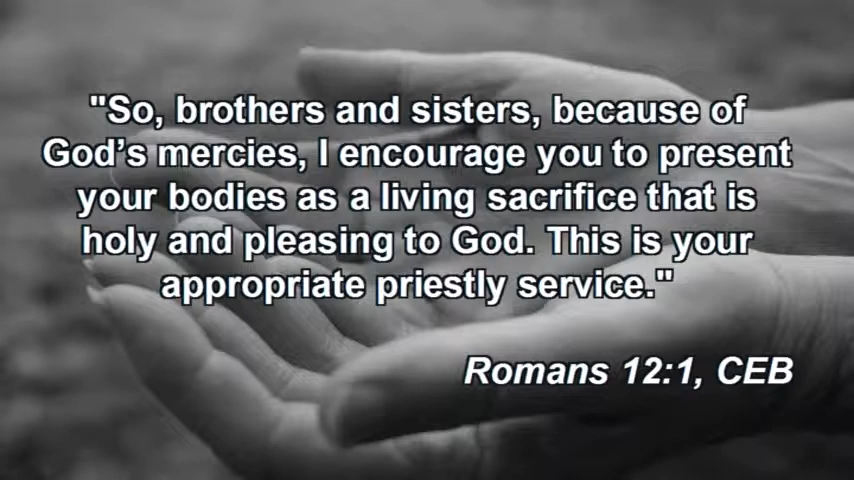 "So, brothers and sisters, because of
God’s mercies, I encourage you to present
your bodies as a living sacrifice that is
holy and pleasing to God. This is your
appropriate priestly service."
Romans 12:1, CEB